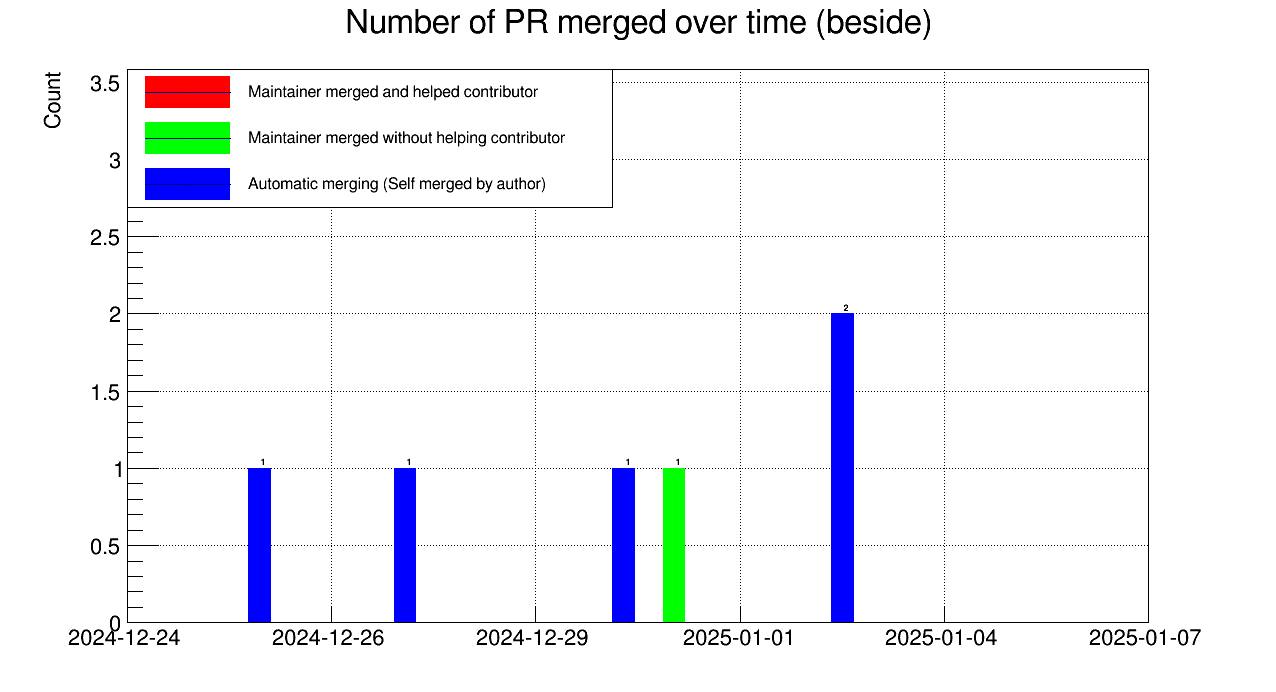 Number of PR merged over time (beside)
Count
3.5
Maintainer merged and helped contributor
Maintainer merged without helping contributor
3
Automatic merging (Self merged by author)
2.5
2
2
1.5
1
1
1
1
1
0.5
0
2024-12-24 2024-12-26 2024-12-29 2025-01-01 2025-01-04 2025-01-07